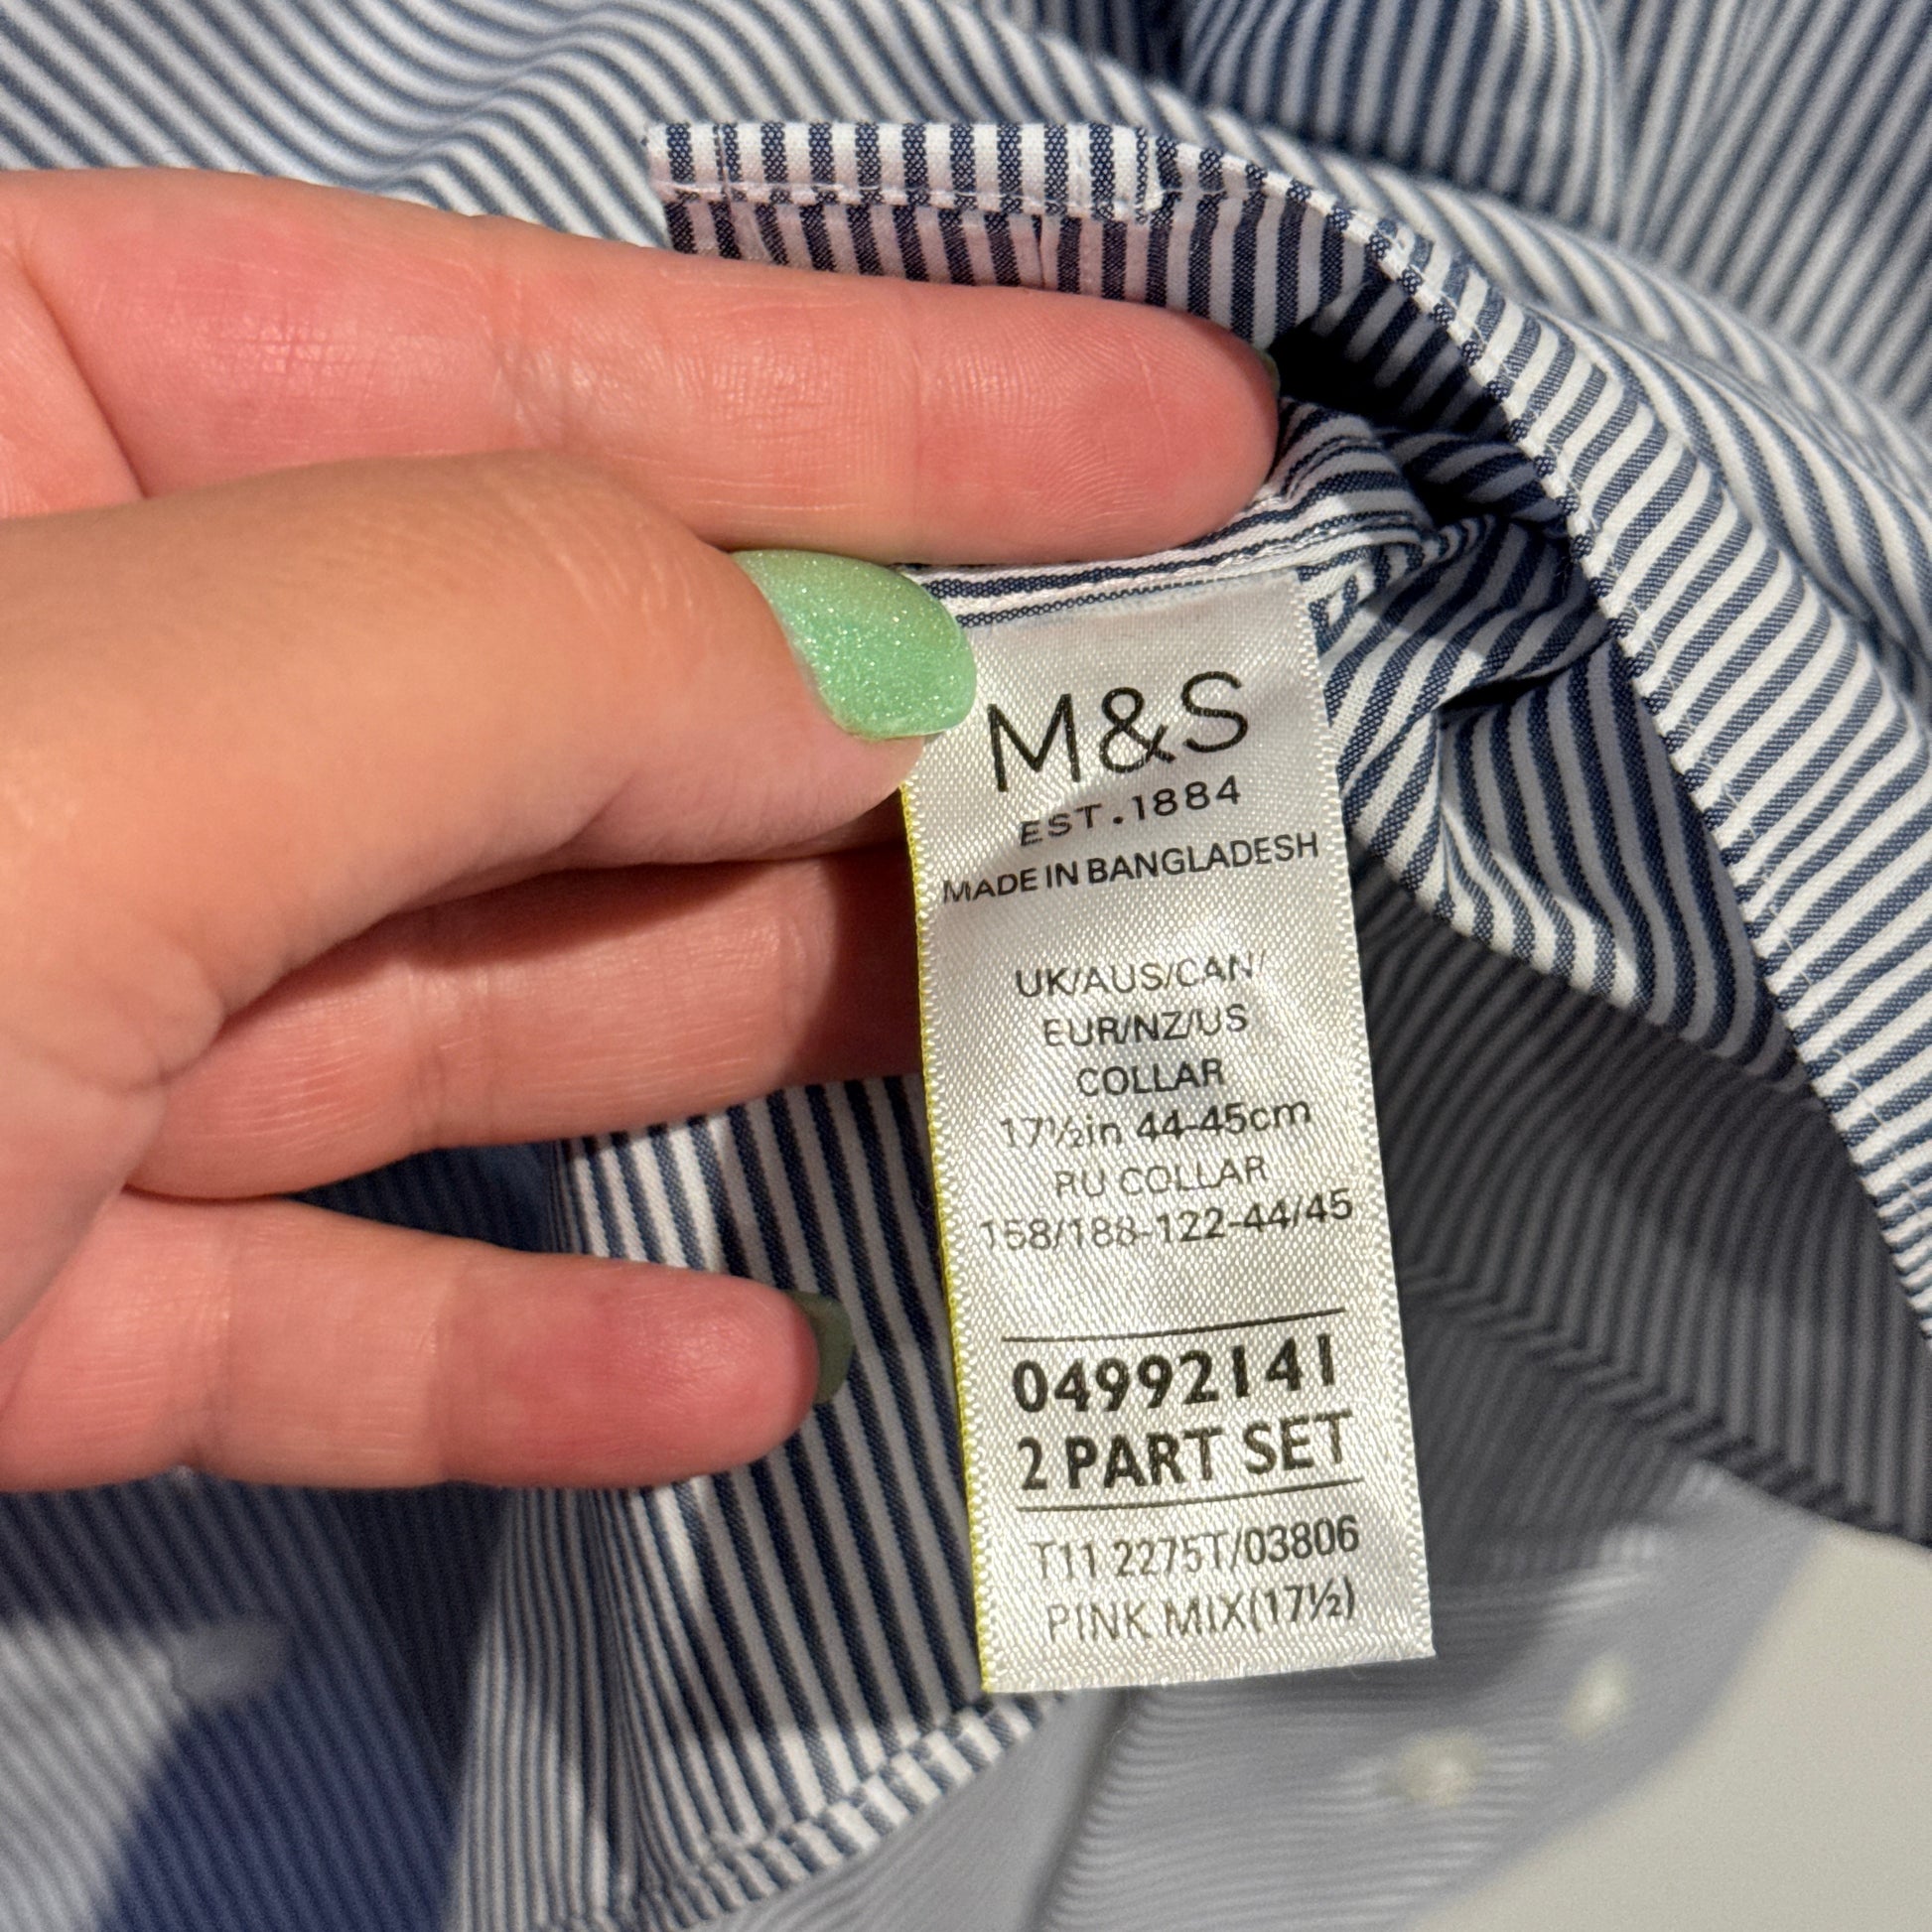 M&S
EST.1884
MADE IN BANGLADESH
UK/AUS/CAN/
EUR/NZ/US
COLLAR
17½in 44-45cm
RU COLLAR
158/188-122-44/45
04992141
2 PART SET
T11 2275T/03806
PINK MIX(17½)